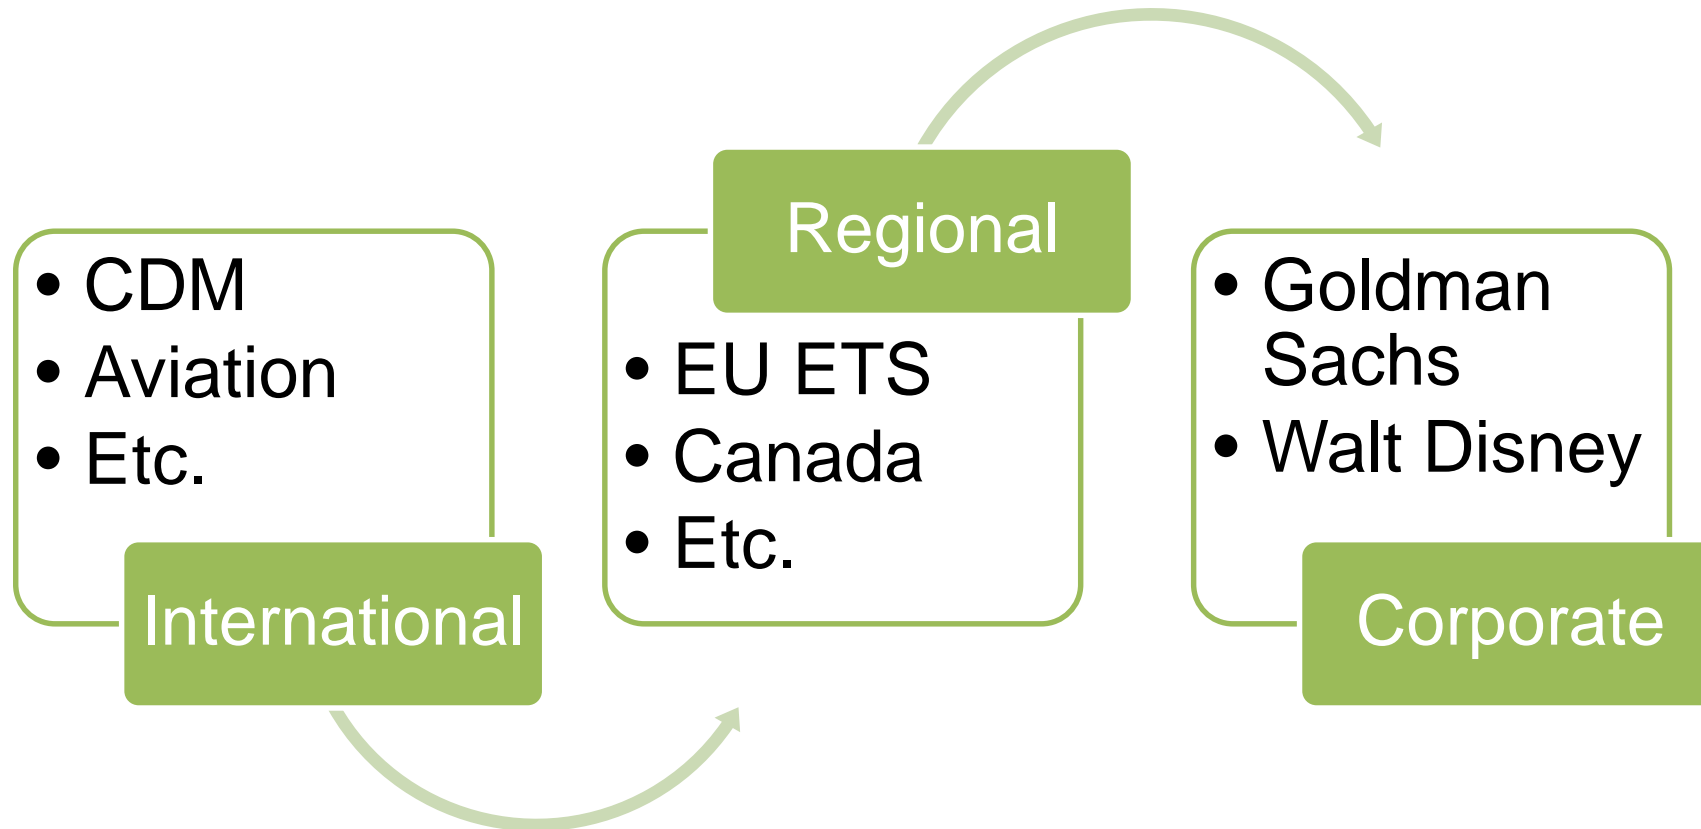 • CDM
• Aviation
• Etc.
International
Regional
• EU ETS
• Canada
• Etc.
• Goldman
Sachs
• Walt Disney
Corporate